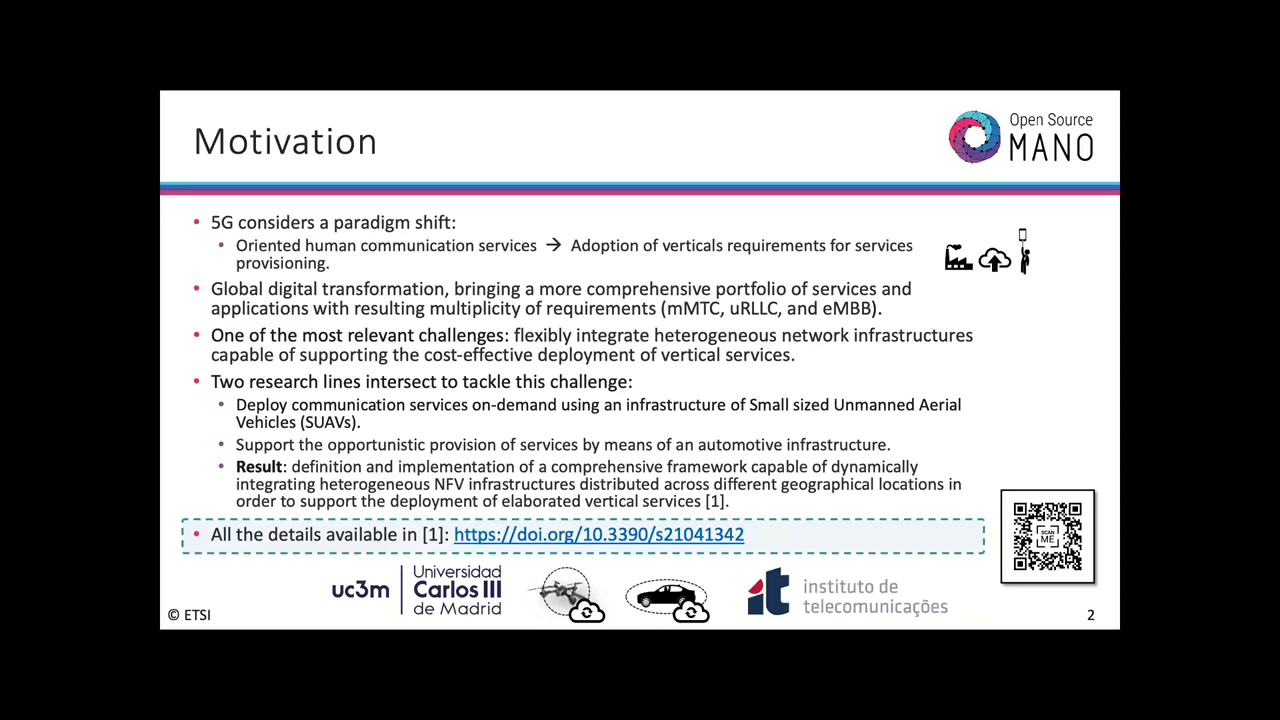 Motivation
Open Source
MANO
• 5G considers a paradigm shift:
• Oriented human communication services → Adoption of verticals requirements for services
provisioning.
• Global digital transformation, bringing a more comprehensive portfolio of services and
applications with resulting multiplicity of requirements (mMTC, uRLLC, and eMBB).
• One of the most relevant challenges: flexibly integrate heterogeneous network infrastructures
capable of supporting the cost-effective deployment of vertical services.
• Two research lines intersect to tackle this challenge:
• Deploy communication services on-demand using an infrastructure of Small sized Unmanned Aerial
Vehicles (SUAVs).
• Support the opportunistic provision of services by means of an automotive infrastructure.
• Result: definition and implementation of a comprehensive framework capable of dynamically
integrating heterogeneous NFV infrastructures distributed across different geographical locations in
order to support the deployment of elaborated vertical services [1].
• All the details available in [1]: https://doi.org/10.3390/s21041342
SCAN
ME
uc3m
Universidad
Carlos III
de Madrid
it
instituto de
telecomunicações
© ETSI
2